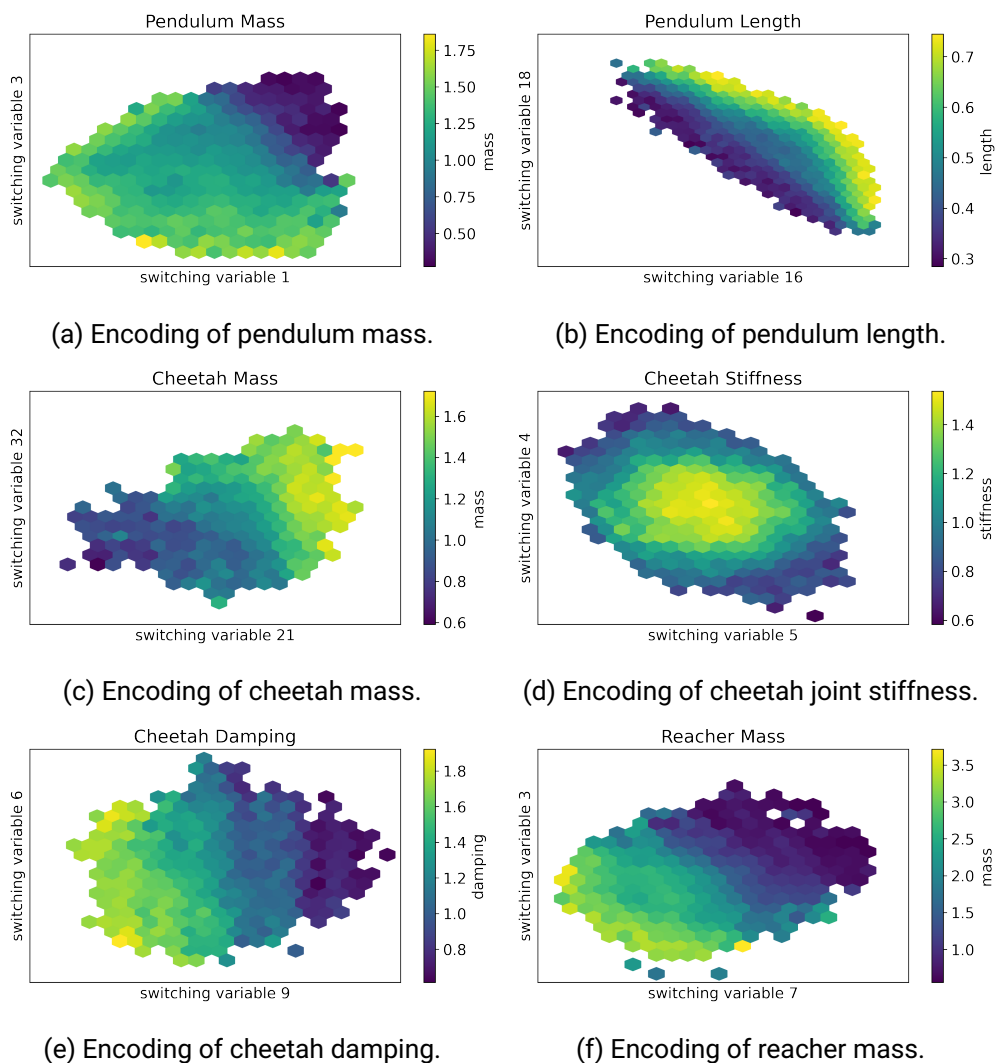 Pendulum Mass
switching variable 3
switching variable 1
1.75
1.50
1.25
1.00
0.75
0.50
mass
(a) Encoding of pendulum mass.
Pendulum Length
switching variable 18
switching variable 16
0.7
0.6
0.5
0.4
0.3
length
(b) Encoding of pendulum length.
Cheetah Mass
switching variable 32
switching variable 21
1.6
1.4
1.2
1.0
0.8
0.6
mass
(c) Encoding of cheetah mass.
Cheetah Stiffness
switching variable 4
switching variable 5
1.4
1.2
1.0
0.8
0.6
stiffness
(d) Encoding of cheetah joint stiffness.
Cheetah Damping
switching variable 6
switching variable 9
1.8
1.6
1.4
1.2
1.0
0.8
damping
(e) Encoding of cheetah damping.
Reacher Mass
switching variable 3
switching variable 7
3.5
3.0
2.5
2.0
1.5
1.0
mass
(f) Encoding of reacher mass.